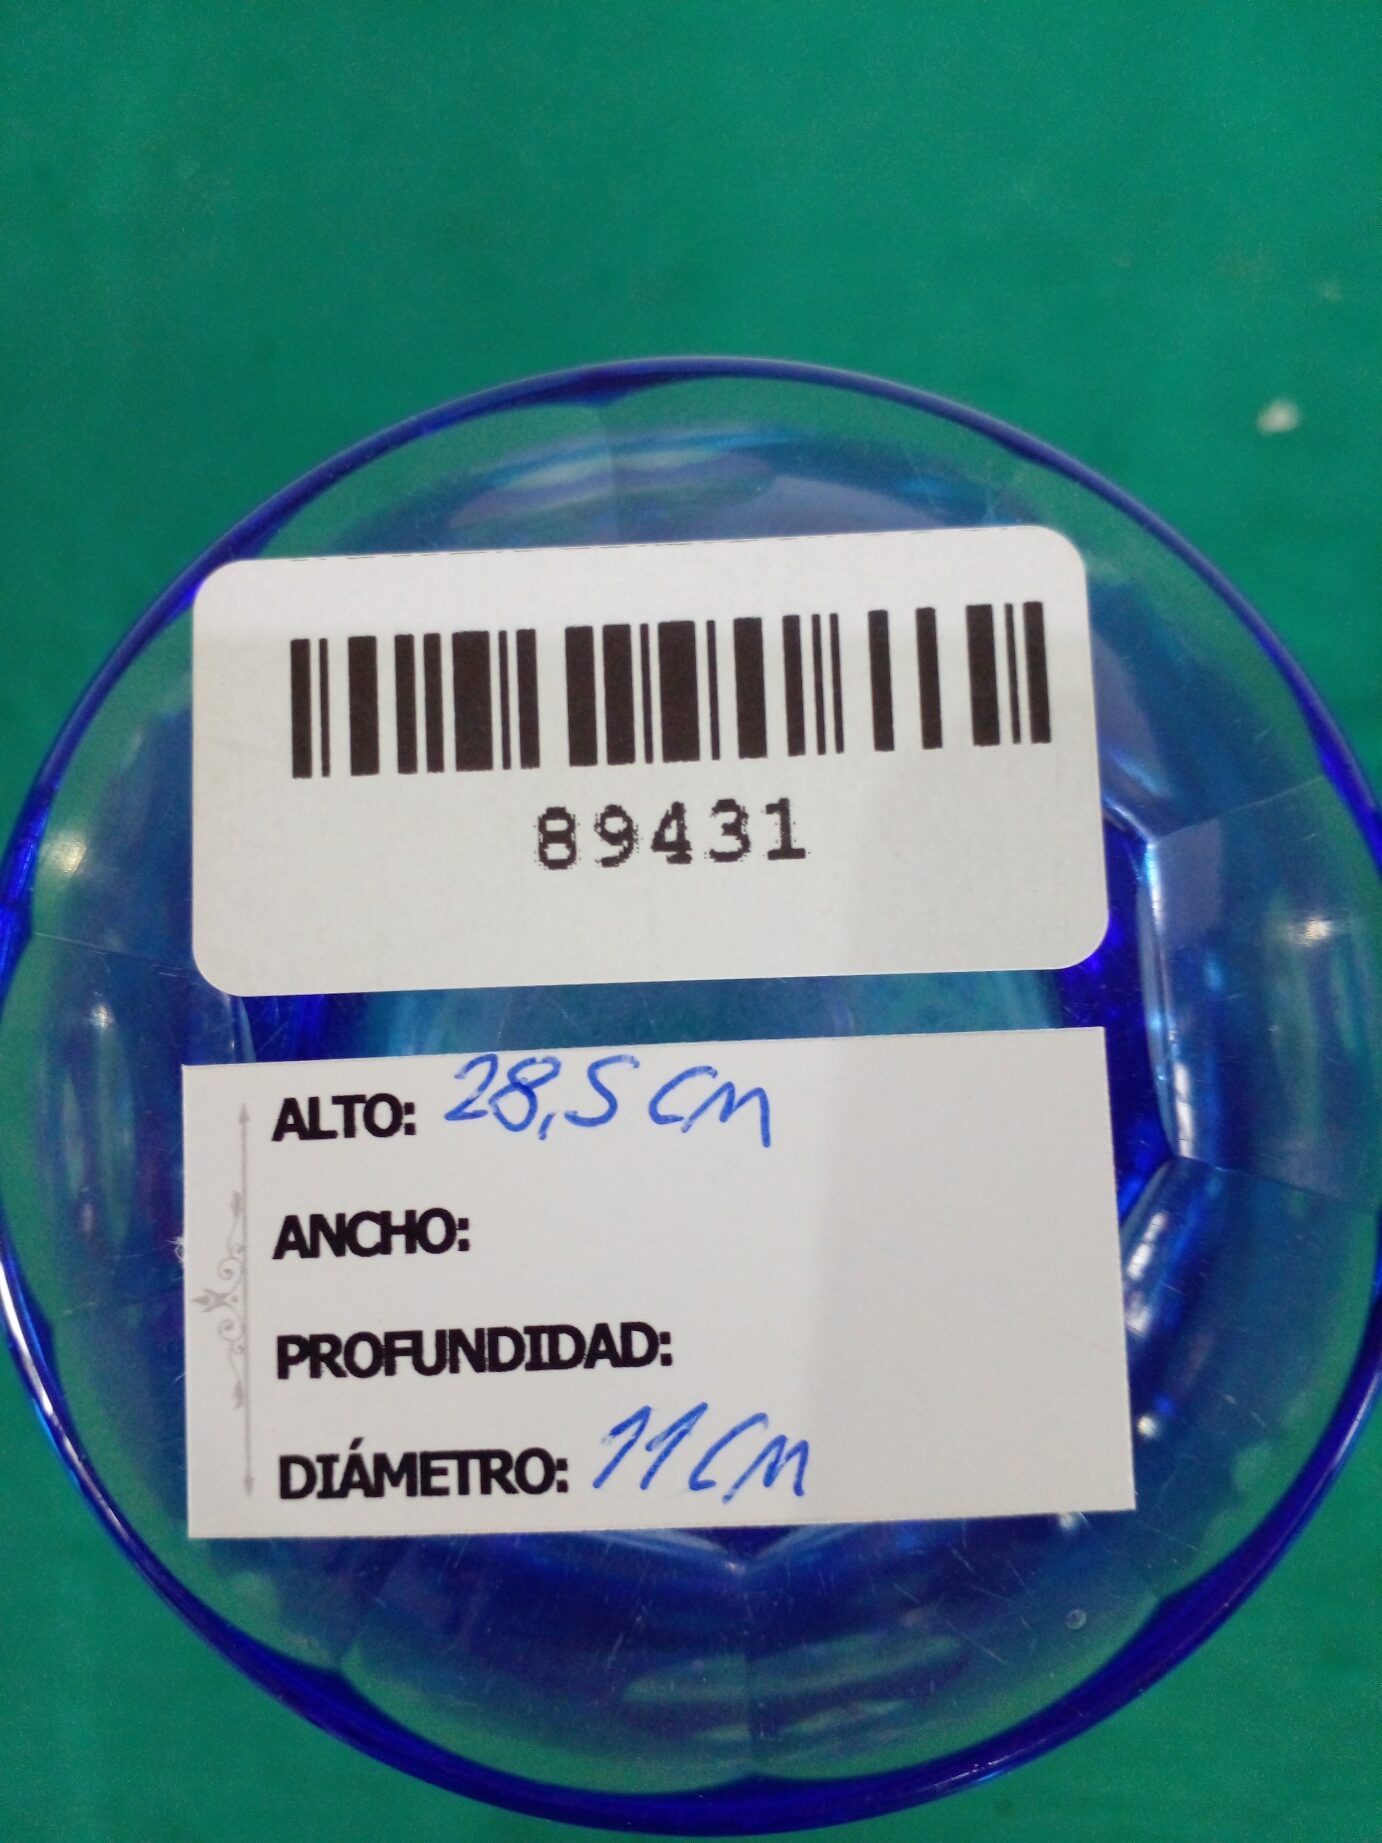 89431
ALTO: 28,5 CM
ANCHO:
PROFUNDIDAD:
DIÁMETRO: 11 CM